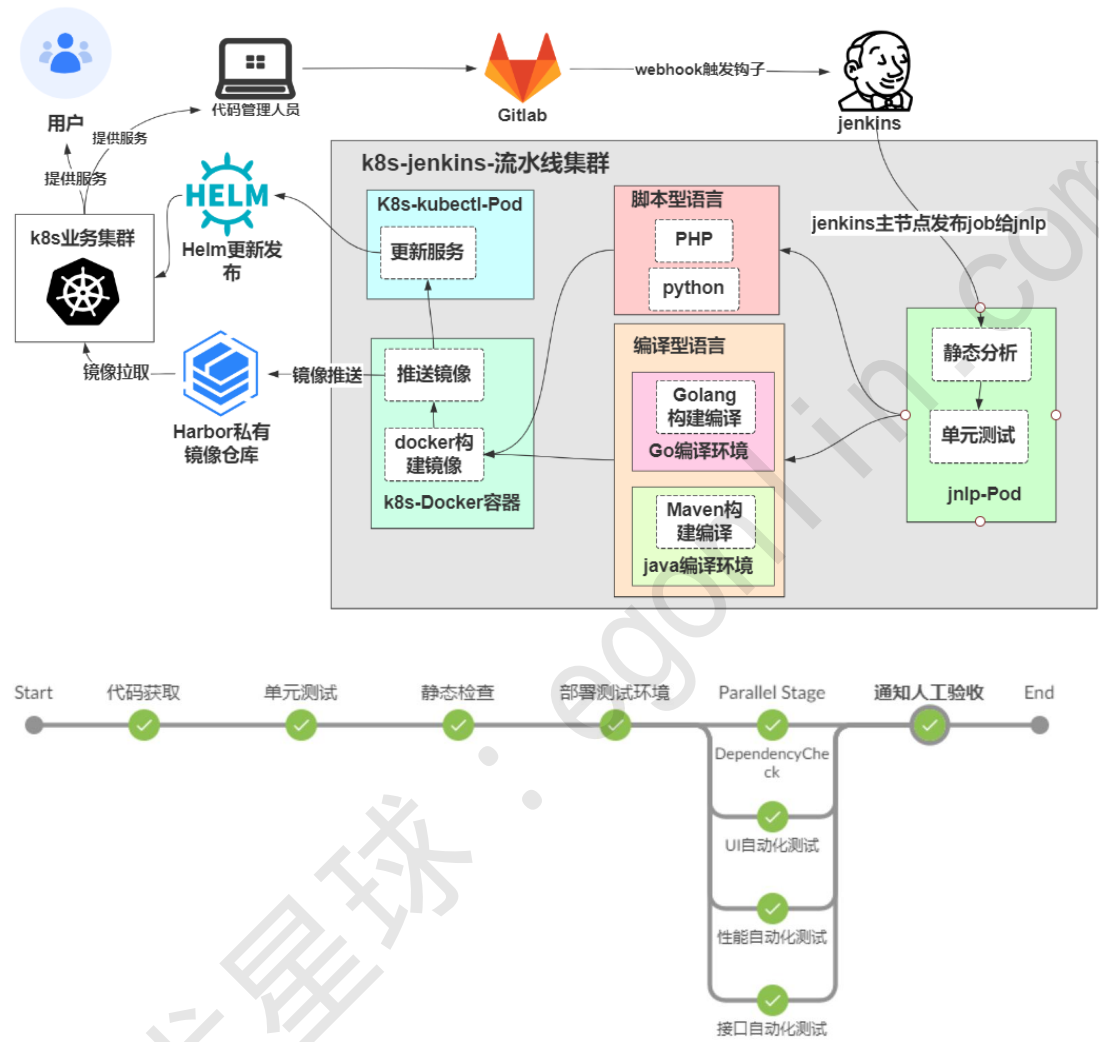 代码管理人员
Gitlab
webhook触发钩子
jenkins
用户
提供服务
提供服务
k8s业务集群
HELM
Helm更新发
布
镜像拉取
Harbor私有
镜像仓库
镜像推送
k8s-jenkins-流水线集群
K8s-kubectl-Pod
更新服务
推送镜像
docker构
建镜像
k8s-Docker容器
脚本型语言
PHP
python
编译型语言
Golang
构建编译
Go编译环境
Maven构
建编译
java编译环境
jenkins主节点发布job给jnlp
静态分析
单元测试
jnlp-Pod
Start
代码获取
单元测试
静态检查
部署测试环境
Parallel Stage
通知人工验收
End
DependencyChe
ck
UI自动化测试
性能自动化测试
接口自动化测试
星球：egonlin.com